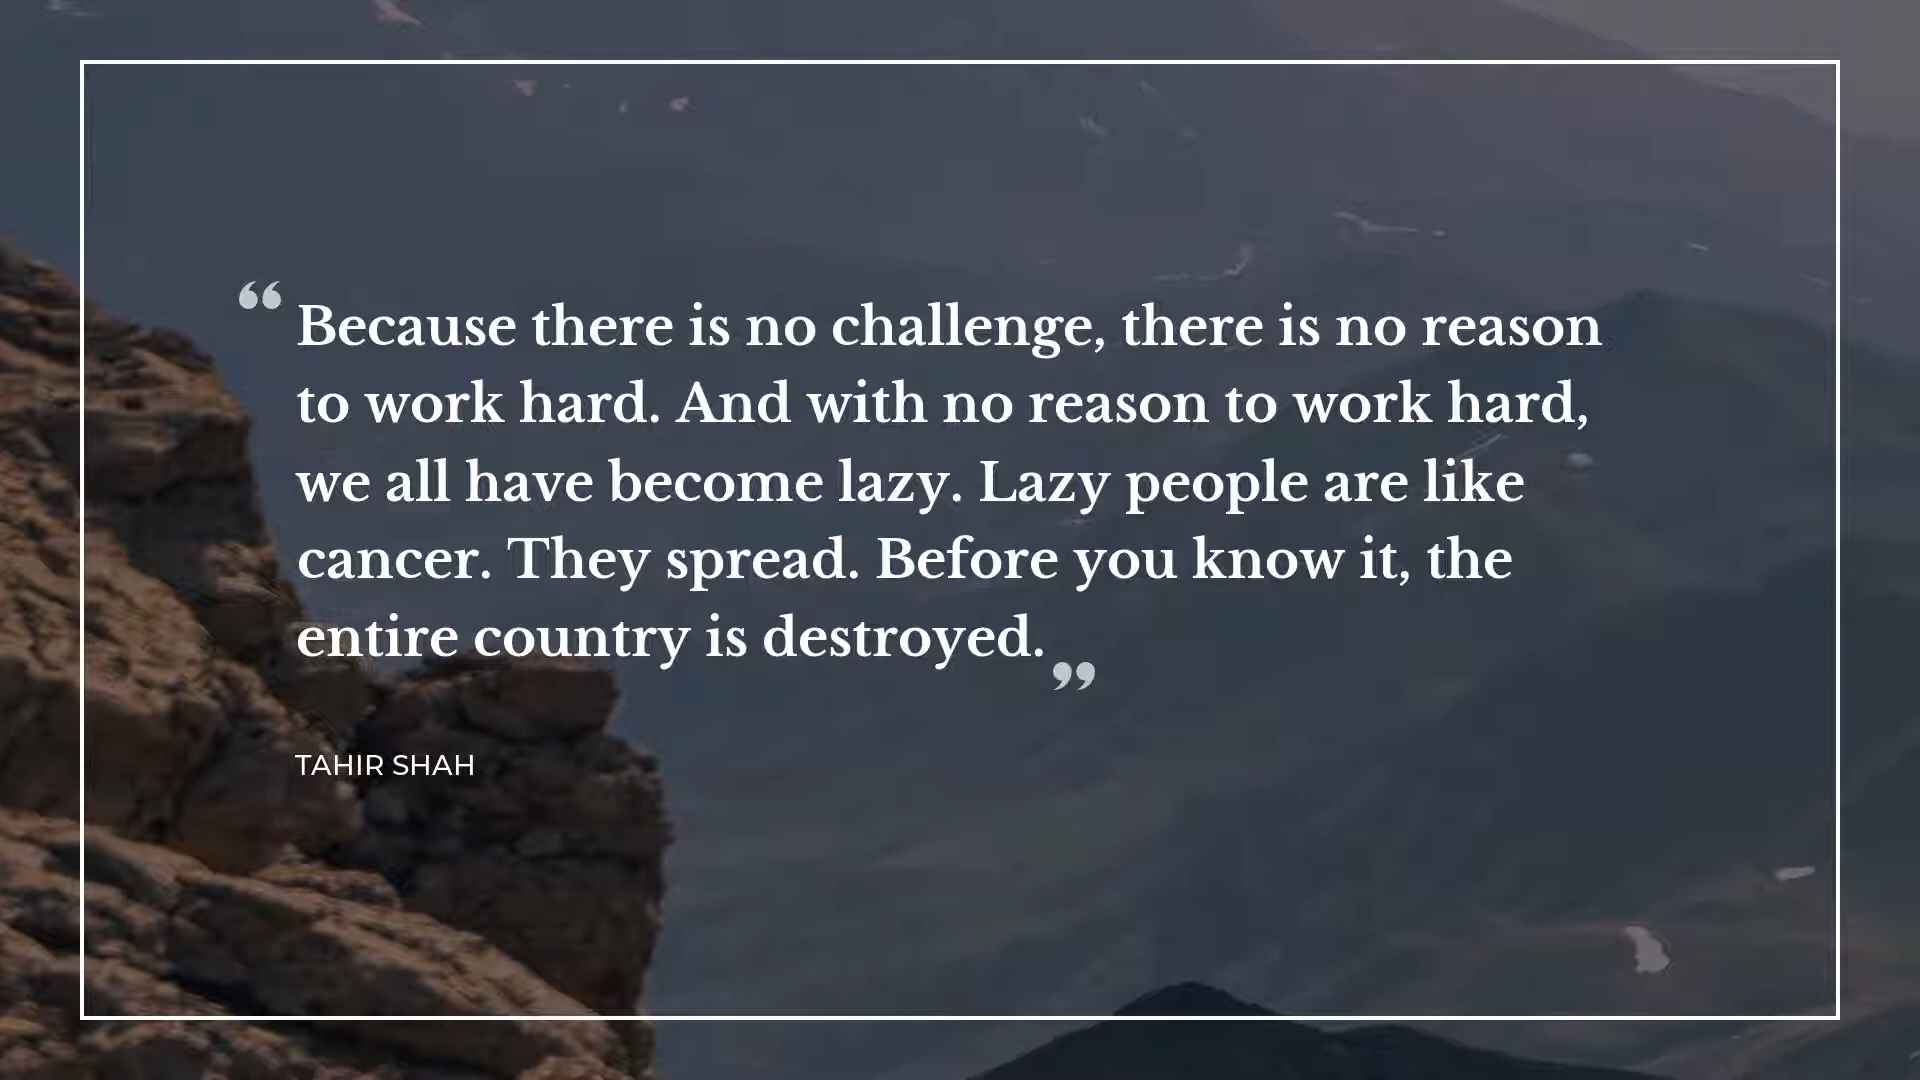 “Because there is no challenge, there is no reason
to work hard. And with no reason to work hard,
we all have become lazy. Lazy people are like
cancer. They spread. Before you know it, the
entire country is destroyed.”
TAHIR SHAH